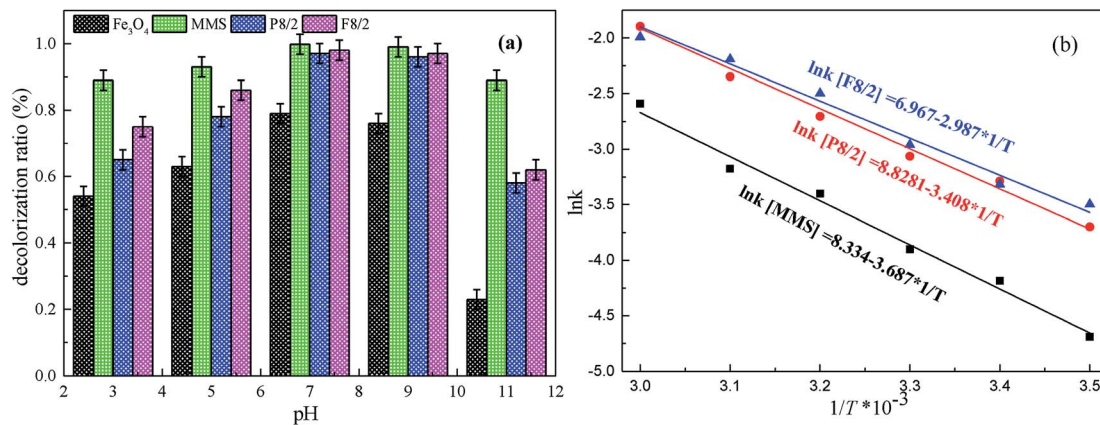 Fe₃O₄ MMS P8/2 F8/2
(a)
decolorization ratio (%)
1.0
0.8
0.6
0.4
0.2
0.0
2 3 4 5 6 7 8 9 10 11 12
pH
(b)
lnk
-2.0
-2.5
-3.0
-3.5
-4.0
-4.5
-5.0
lnk [F8/2] =6.967-2.987*1/T
lnk [P8/2] =8.8281-3.408*1/T
lnk [MMS] =8.334-3.687*1/T
3.0 3.1 3.2 3.3 3.4 3.5
1/T *10⁻³